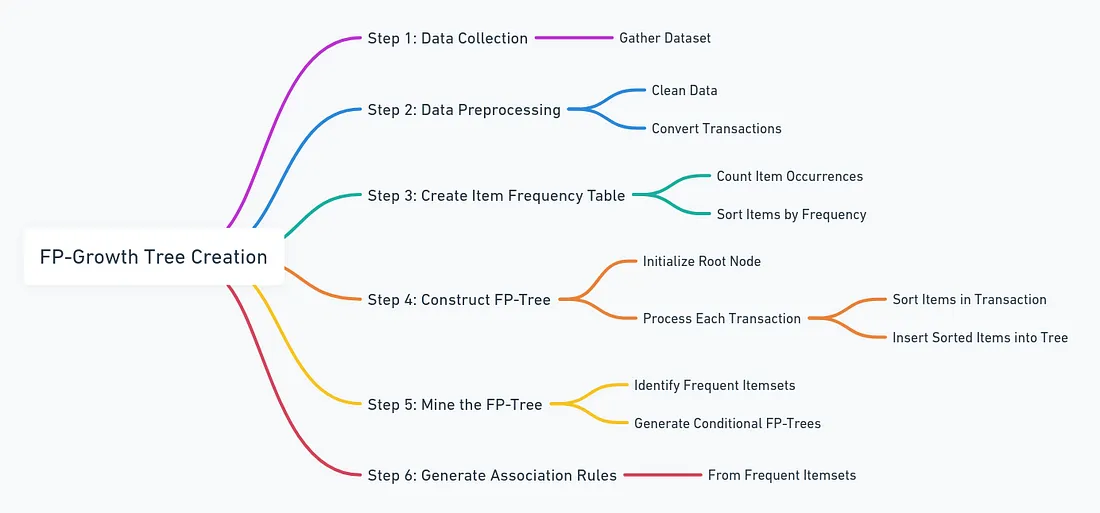 FP-Growth Tree Creation
Step 1: Data Collection
Gather Dataset
Step 2: Data Preprocessing
Clean Data
Convert Transactions
Step 3: Create Item Frequency Table
Count Item Occurrences
Sort Items by Frequency
Step 4: Construct FP-Tree
Initialize Root Node
Process Each Transaction
Sort Items in Transaction
Insert Sorted Items into Tree
Step 5: Mine the FP-Tree
Identify Frequent Itemsets
Generate Conditional FP-Trees
Step 6: Generate Association Rules
From Frequent Itemsets